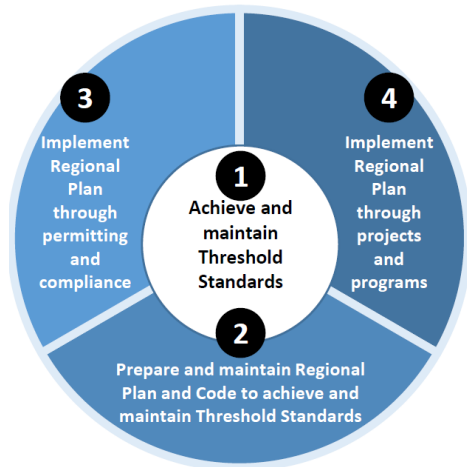 1
Achieve and
maintain
Threshold
Standards
2
Prepare and maintain Regional
Plan and Code to achieve and
maintain Threshold Standards
3
Implement
Regional
Plan
through
permitting
and
compliance
4
Implement
Regional
Plan
through
projects
and
programs